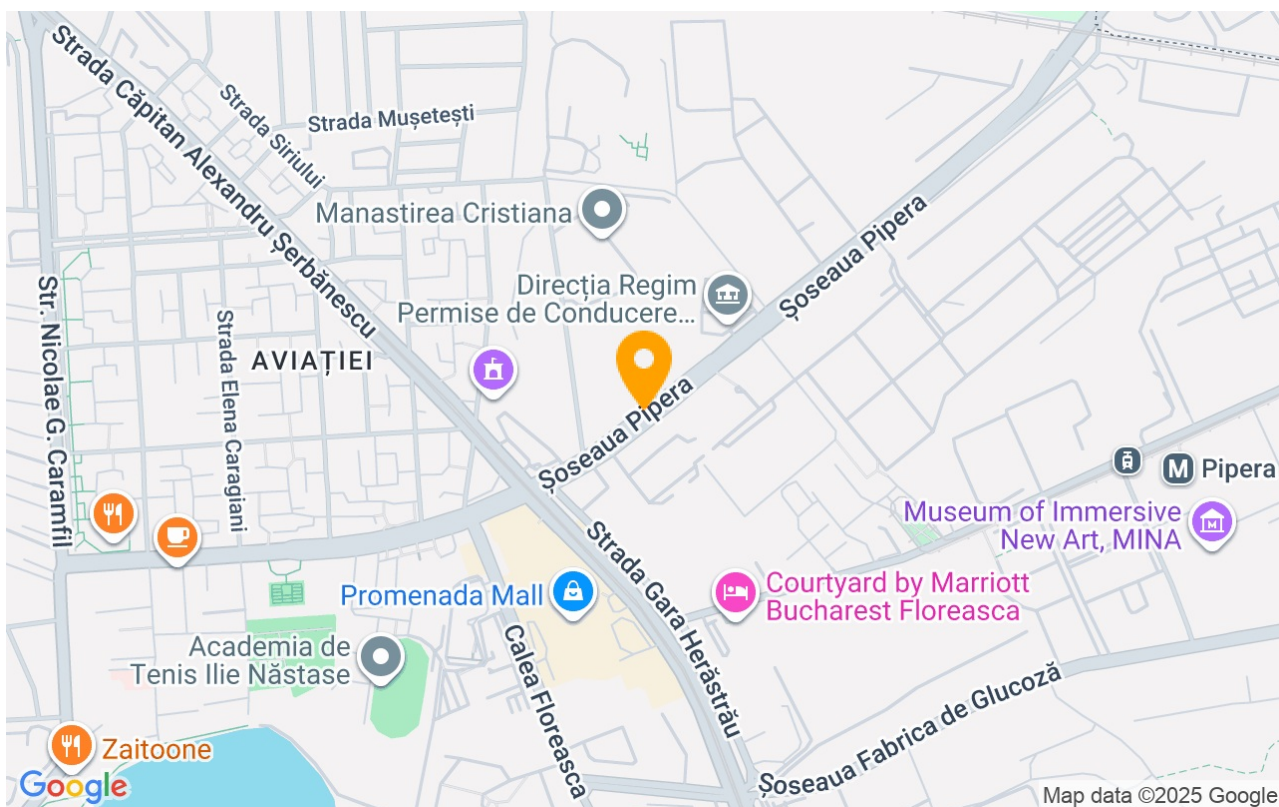 Strada Căpitan Alexandru Șerbănescu
Strada Siriului
Strada Mușetești
Manastirea Cristiana
Șoseaua Pipera
Direcția Regim
Permise de Conducere...
Str. Nicolae G. Caramfil
Strada Elena Caragiani
AVIAȚIEI
Șoseaua Pipera
M Pipera
Museum of Immersive
New Art, MINA
Promenada Mall
Strada Gara Herăstrău
Courtyard by Marriott
Bucharest Floreasca
Academia de
Tenis Ilie Năstase
Calea Floreasca
Șoseaua Fabrica de Glucoză
Zaitoone
Google
Map data ©2025 Google